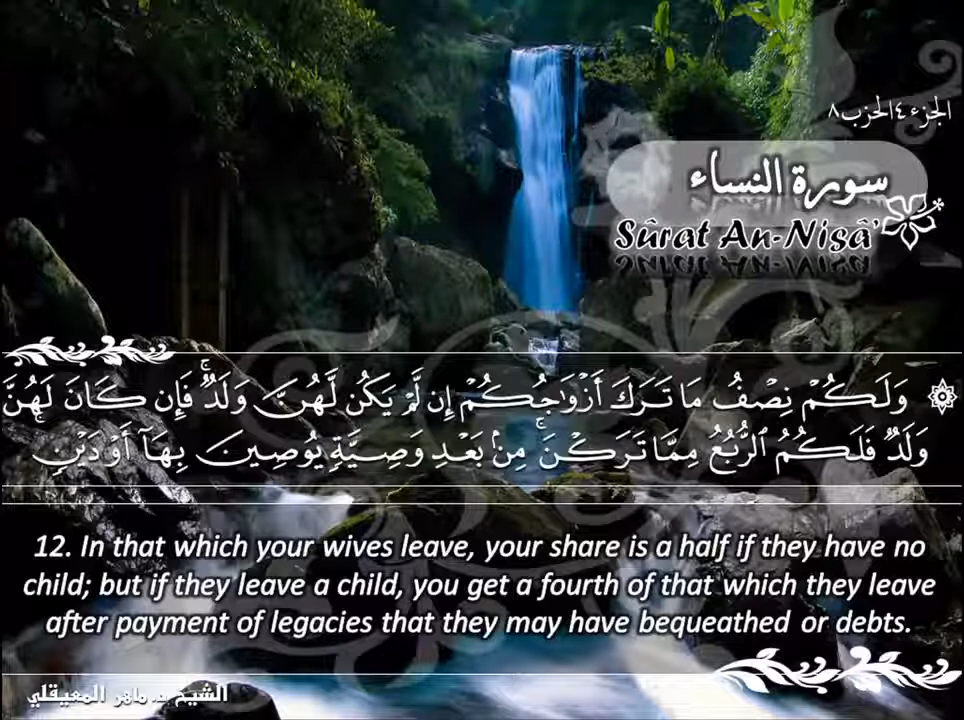 الجزء ٤ الحزب ٨
سورة النساء
Sûrat An-Nisâ'
وَلَكُمْ نِصْفُ مَا تَرَكَ أَزْوَٰجُكُمْ إِن لَّمْ يَكُن لَّهُنَّ وَلَدٌ ۚ فَإِن كَانَ لَهُنَّ
وَلَدٌ فَلَكُمُ ٱلرُّبُعُ مِمَّا تَرَكْنَ ۚ مِنۢ بَعْدِ وَصِيَّةٍ يُوصِينَ بِهَآ أَوْ دَيْنٍ ۚ
12. In that which your wives leave, your share is a half if they have no
child; but if they leave a child, you get a fourth of that which they leave
after payment of legacies that they may have bequeathed or debts.
الشيخ د. ماهر المعيقلي